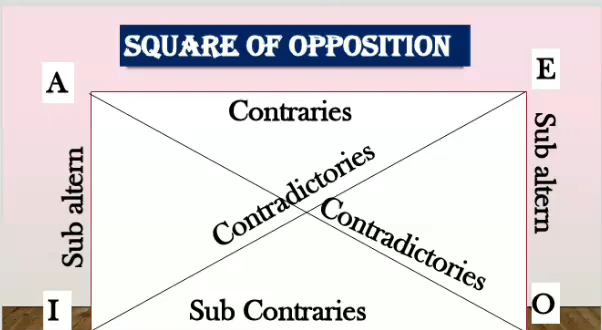 SQUARE OF OPPOSITION
A
E
Contraries
Sub altern
Contradictories
Contradictories
Sub altern
I
Sub Contraries
O